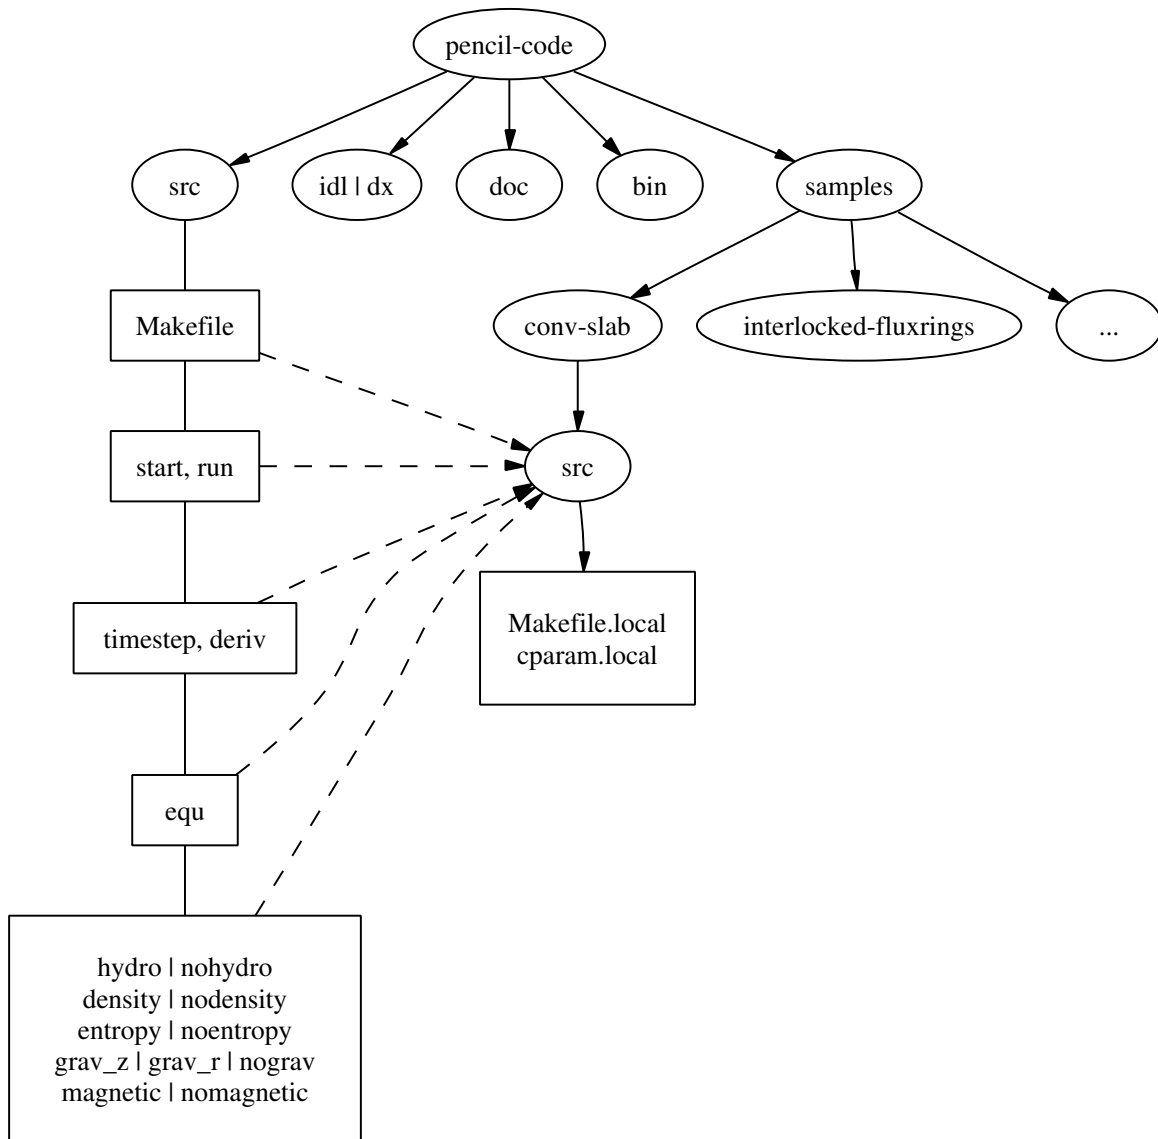 pencil-code
src
idl | dx
doc
bin
samples
Makefile
conv-slab
interlocked-fluxrings
...
start, run
src
timestep, deriv
Makefile.local
cparam.local
equ
hydro | nohydro
density | nodensity
entropy | noentropy
grav_z | grav_r | nograv
magnetic | nomagnetic